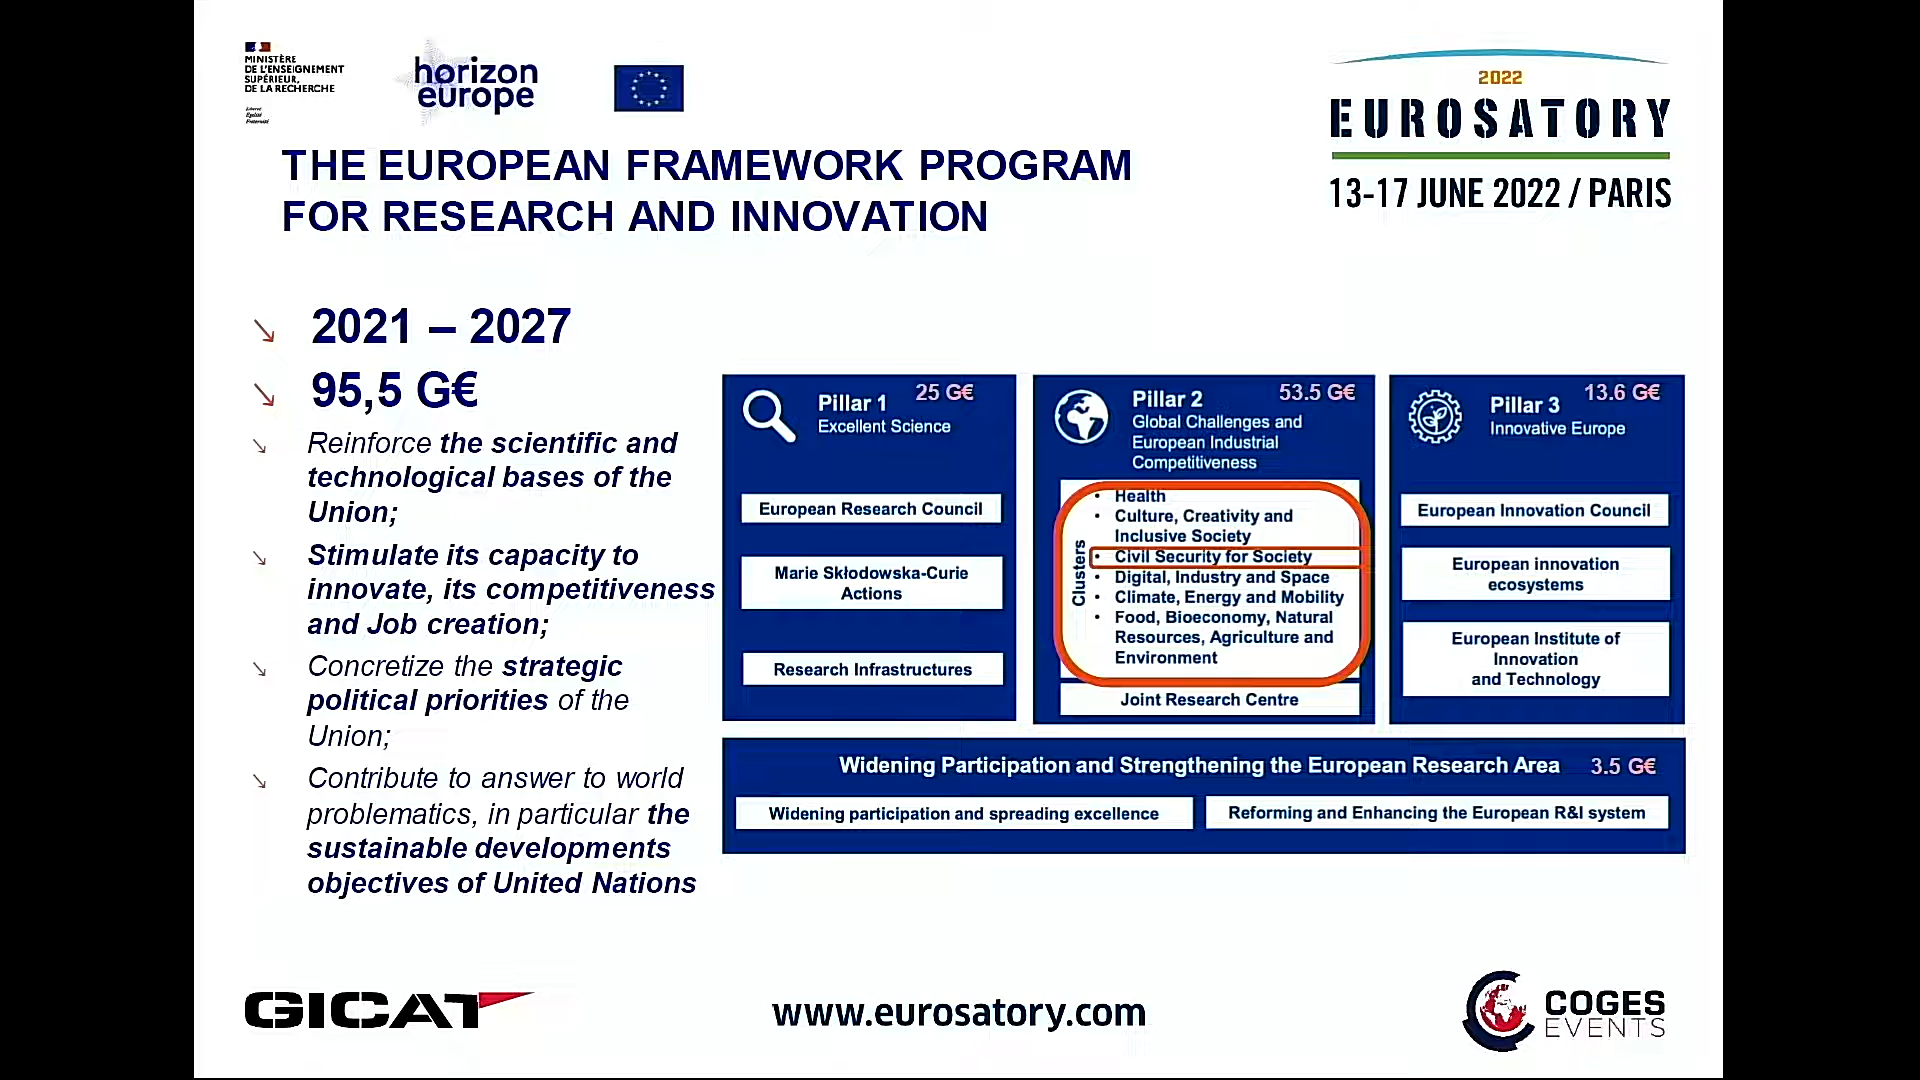 MINISTÈRE
DE L'ENSEIGNEMENT
SUPÉRIEUR,
DE LA RECHERCHE
Liberté
Égalité
Fraternité
horizon
europe
2022
EUROSATORY
13-17 JUNE 2022 / PARIS
THE EUROPEAN FRAMEWORK PROGRAM
FOR RESEARCH AND INNOVATION
2021 – 2027
95,5 G€
Reinforce the scientific and
technological bases of the
Union;
Stimulate its capacity to
innovate, its competitiveness
and Job creation;
Concretize the strategic
political priorities of the
Union;
Contribute to answer to world
problematics, in particular the
sustainable developments
objectives of United Nations
Pillar 1
25 G€
Excellent Science
European Research Council
Marie Skłodowska-Curie
Actions
Research Infrastructures
Pillar 2
53.5 G€
Global Challenges and
European Industrial
Competitiveness
Clusters
• Health
• Culture, Creativity and
Inclusive Society
• Civil Security for Society
• Digital, Industry and Space
• Climate, Energy and Mobility
• Food, Bioeconomy, Natural
Resources, Agriculture and
Environment
Joint Research Centre
Pillar 3
13.6 G€
Innovative Europe
European Innovation Council
European innovation
ecosystems
European Institute of
Innovation
and Technology
Widening Participation and Strengthening the European Research Area 3.5 G€
Widening participation and spreading excellence
Reforming and Enhancing the European R&I system
GICAT
www.eurosatory.com
COGES
EVENTS